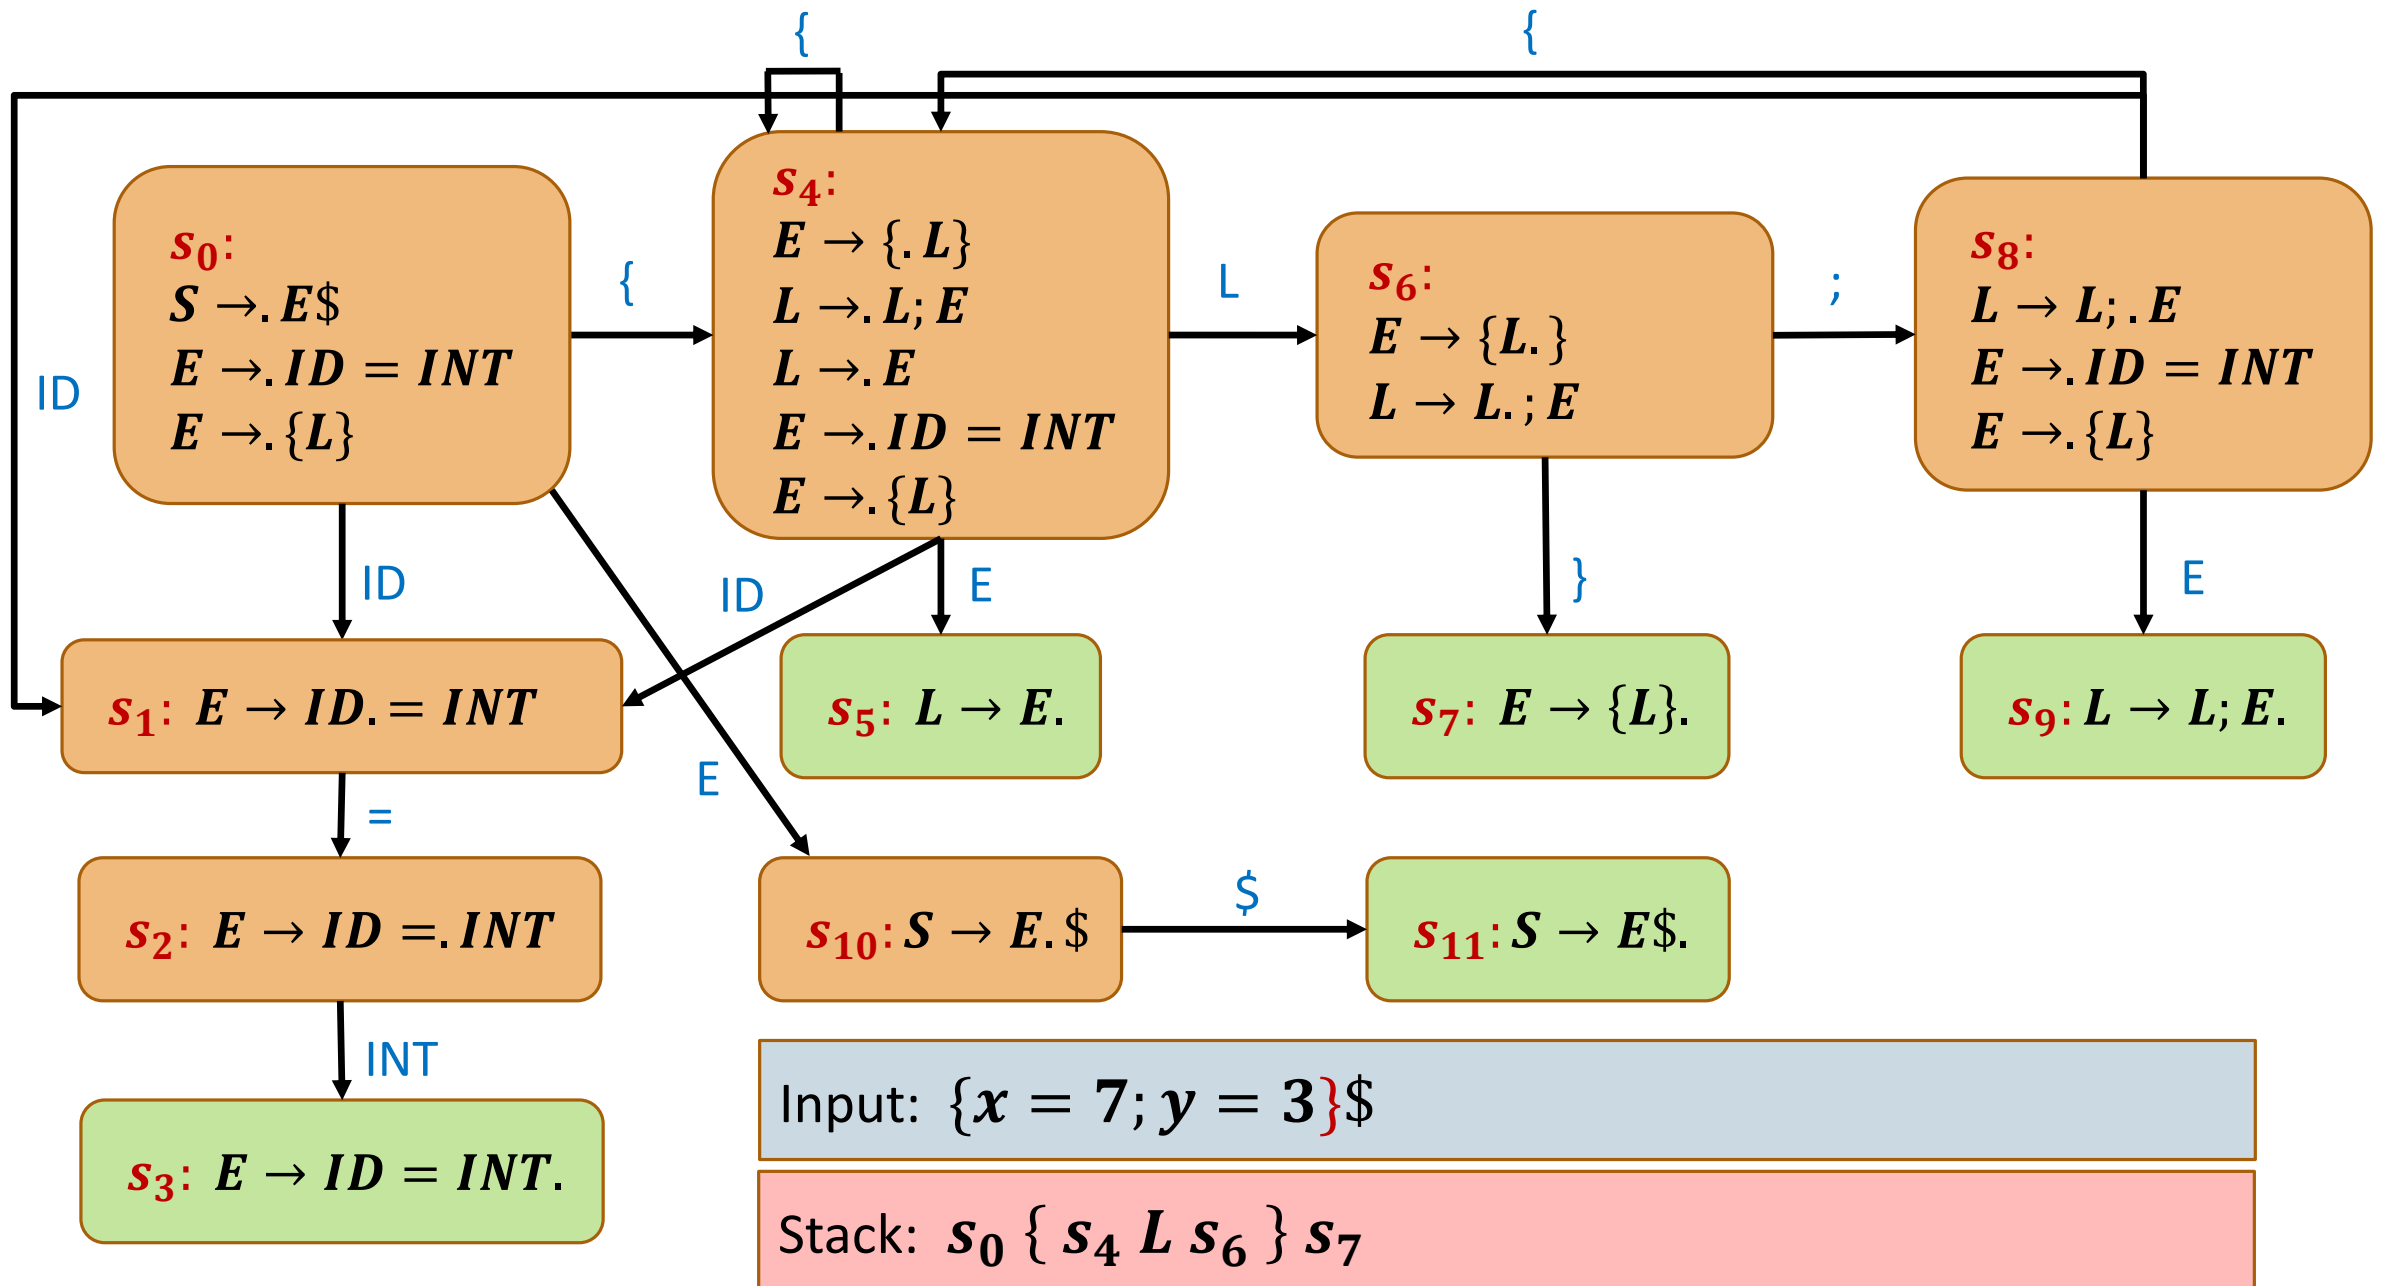 {
{
s0:
S →. E$
E →. ID = INT
E →. {L}
{
s4:
E → {. L}
L →. L; E
L →. E
E →. ID = INT
E →. {L}
L
s6:
E → {L. }
L → L. ; E
;
s8:
L → L; . E
E →. ID = INT
E →. {L}
ID
ID
ID
E
}
E
s1: E → ID. = INT
s5: L → E.
s7: E → {L}.
s9: L → L; E.
E
=
s2: E → ID =. INT
s10: S → E. $
$
s11: S → E$.
INT
s3: E → ID = INT.
Input: {x = 7; y = 3}$
Stack: s0 { s4 L s6 } s7